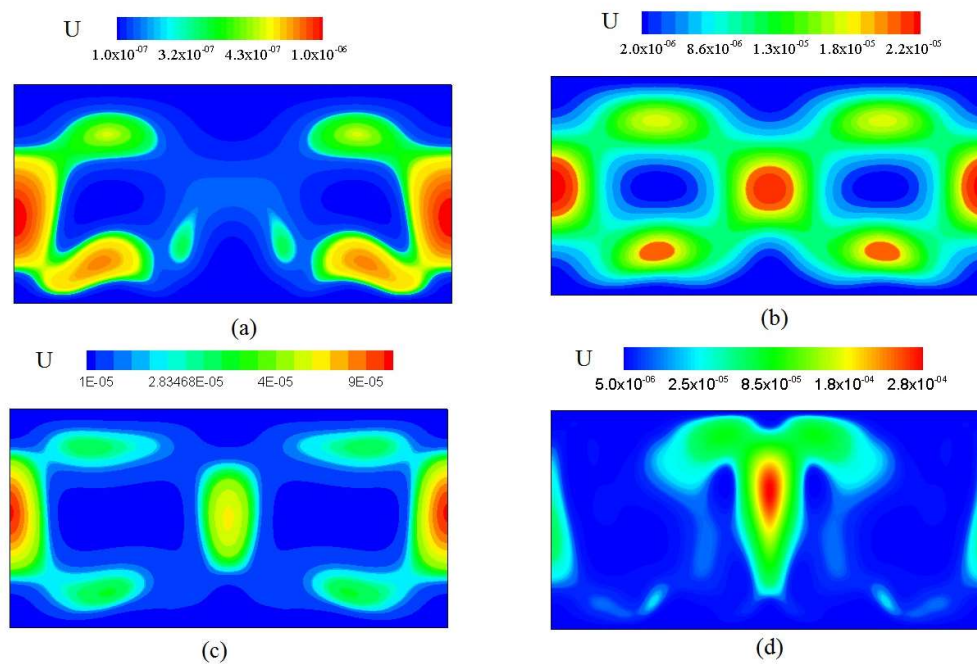 U
1.0x10⁻⁰⁷ 3.2x10⁻⁰⁷ 4.3x10⁻⁰⁷ 1.0x10⁻⁰⁶
(a)
U
2.0x10⁻⁰⁶ 8.6x10⁻⁰⁶ 1.3x10⁻⁰⁵ 1.8x10⁻⁰⁵ 2.2x10⁻⁰⁵
(b)
U
1E-05 2.83468E-05 4E-05 9E-05
(c)
U
5.0x10⁻⁰⁶ 2.5x10⁻⁰⁵ 8.5x10⁻⁰⁵ 1.8x10⁻⁰⁴ 2.8x10⁻⁰⁴
(d)